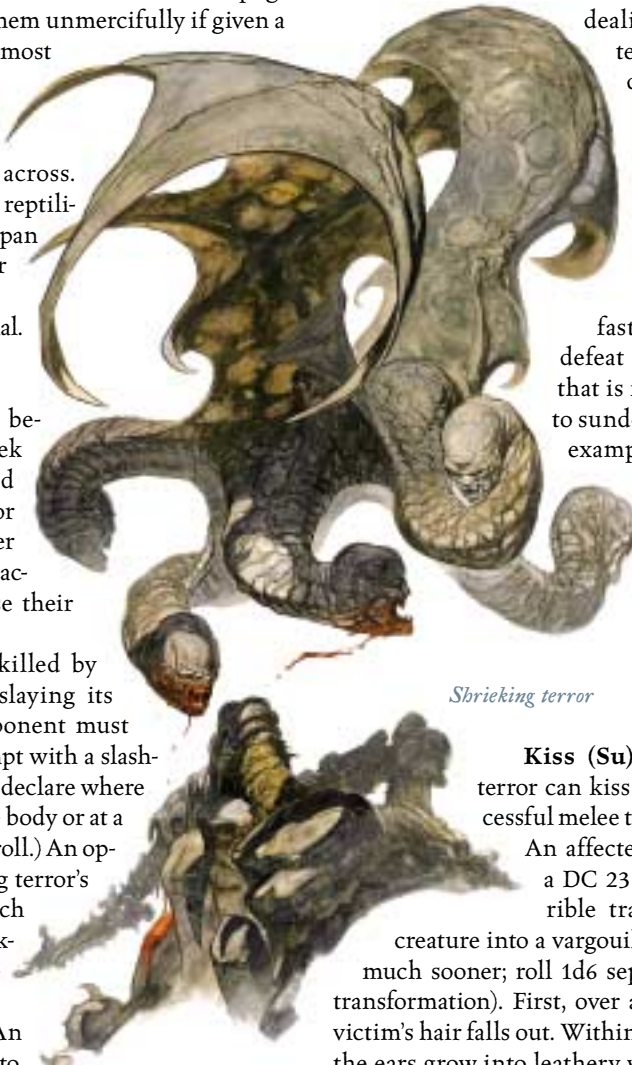 hem unmercifully if given a
most
across.
reptili-
pan
r
al.
be-
ek
d
or
er
ac-
e their
killed by
slaying its
ponent must
pt with a slash-
declare where
body or at a
roll.) An op-
g terror's
ch
k-
An
to
deali
te
fast
defeat
that is
to sund
examp
Shrieking terror
Kiss (Su)
terror can kiss
cessful melee t
An affecte
a DC 23
rible tra
creature into a vargouil
much sooner; roll 1d6 sep
transformation). First, over a
victim's hair falls out. Within
the ears grow into leathery